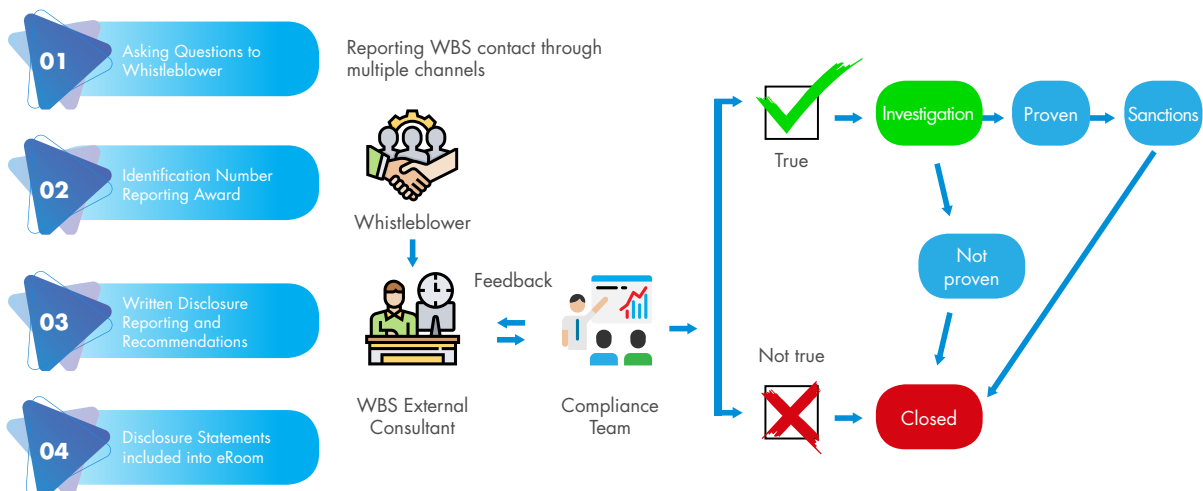 01
Asking Questions to
Whistleblower
02
Identification Number
Reporting Award
03
Written Disclosure
Reporting and
Recommendations
04
Disclosure Statements
included into eRoom
Reporting WBS contact through
multiple channels
Whistleblower
Feedback
WBS External
Consultant
Compliance
Team
True
Investigation
Proven
Sanctions
Not
proven
Not true
Closed